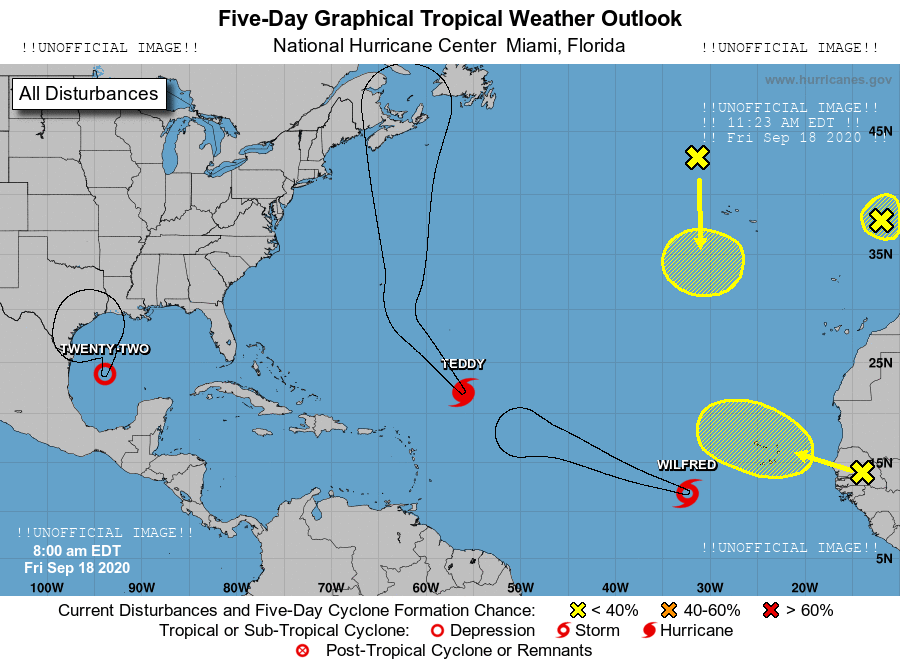 Five-Day Graphical Tropical Weather Outlook
!!UNOFFICIAL IMAGE!! National Hurricane Center Miami, Florida !!UNOFFICIAL IMAGE!!
www.hurricanes.gov
All Disturbances
!!UNOFFICIAL IMAGE!!
!! 11:23 AM EDT !!
!! Fri Sep 18 2020 !!
45N
35N
TWENTY-TWO
TEDDY
25N
WILFRED
15N
!!UNOFFICIAL IMAGE!!
8:00 am EDT
Fri Sep 18 2020
!!UNOFFICIAL IMAGE!!
5N
100W 90W 80W 70W 60W 50W 40W 30W 20W
Current Disturbances and Five-Day Cyclone Formation Chance: < 40% 40-60% > 60%
Tropical or Sub-Tropical Cyclone: Depression Storm Hurricane
Post-Tropical Cyclone or Remnants